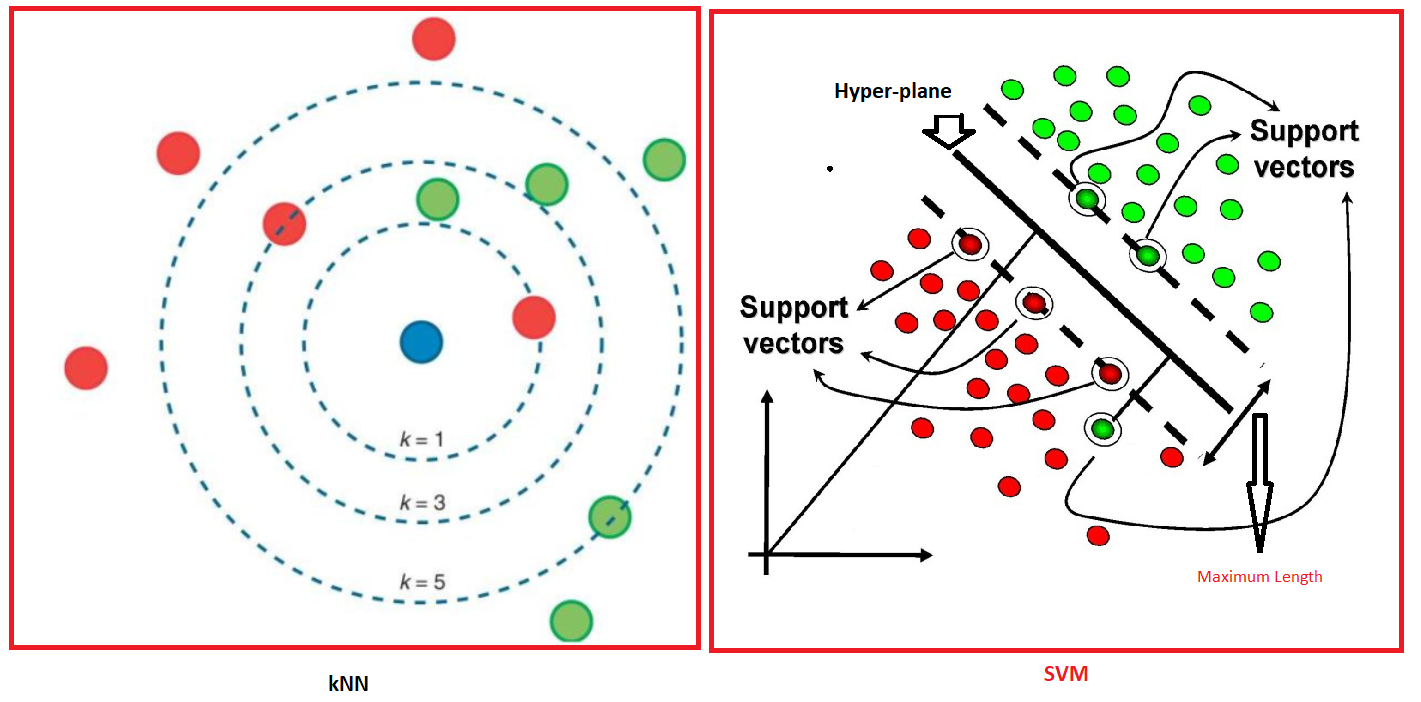 k = 1
k = 3
k = 5
kNN
Hyper-plane
Support
vectors
Support
vectors
Maximum Length
SVM